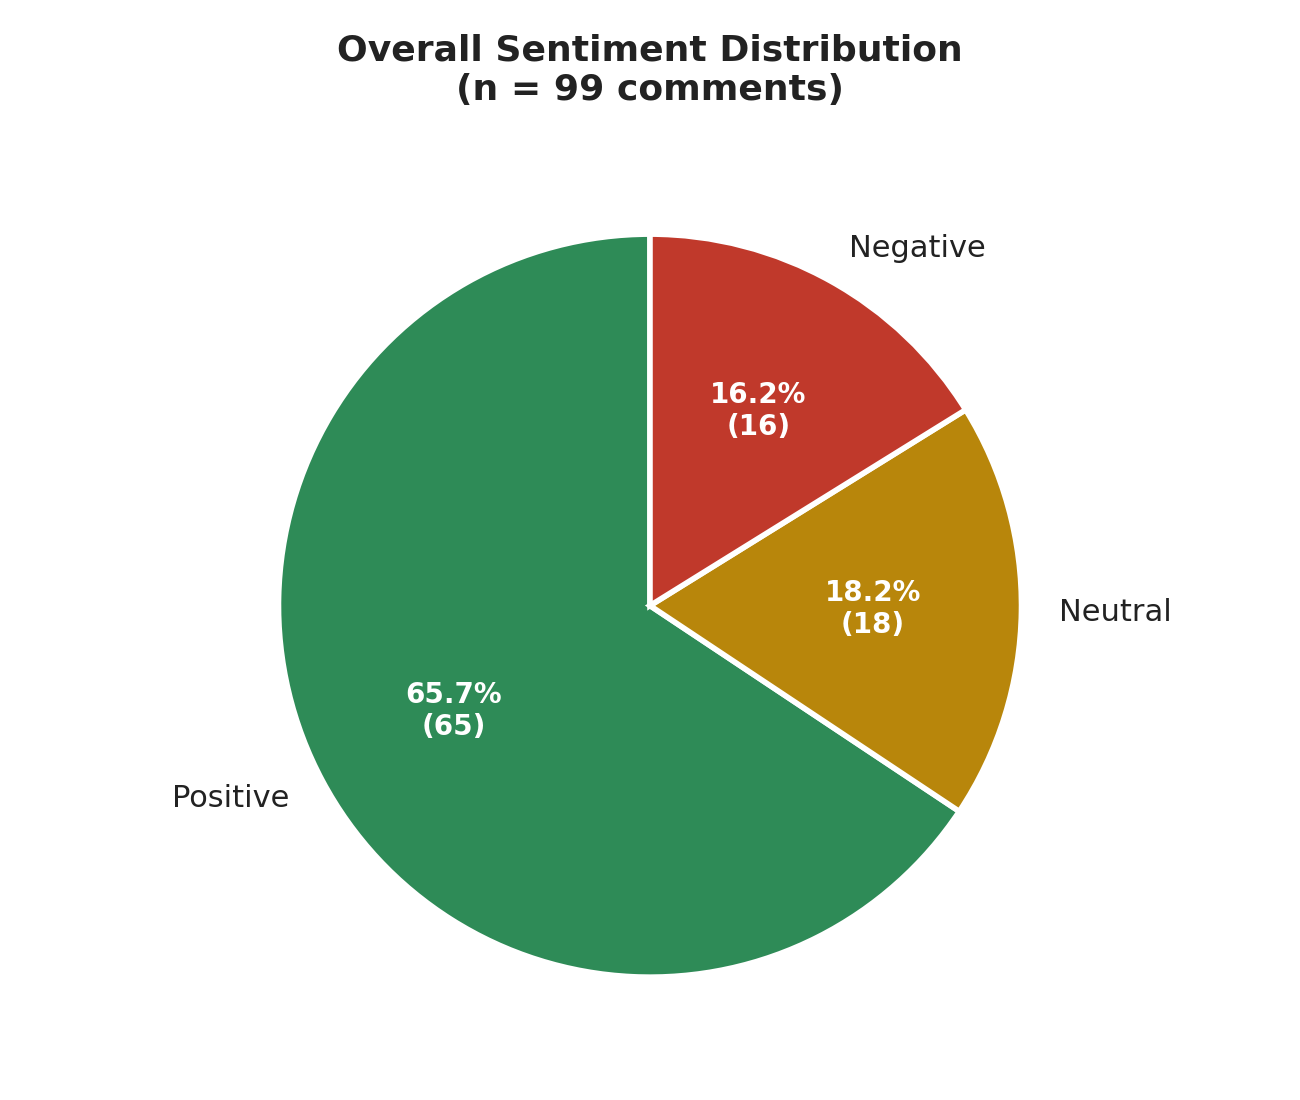 Overall Sentiment Distribution
(n = 99 comments)
Negative
16.2%
(16)
18.2%
(18)
Neutral
65.7%
(65)
Positive